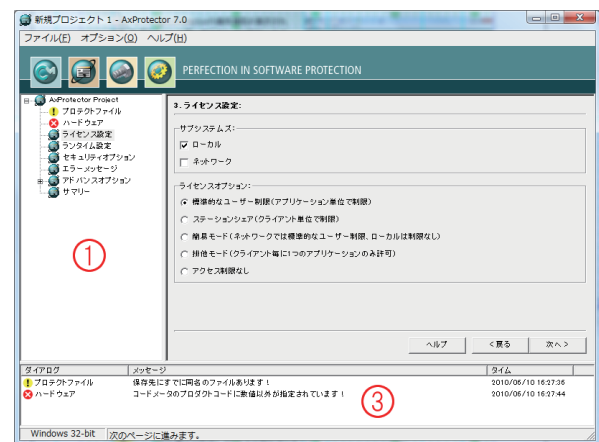 新規プロジェクト 1 - AxProtector 7.0
ファイル(F) オプション(O) ヘルプ(H)
PERFECTION IN SOFTWARE PROTECTION
AxProtector Project
プロテクトファイル
ハードウェア
ライセンス設定
ランタイム設定
セキュリティオプション
エラーメッセージ
アドバンスオプション
サマリー
①
3.ライセンス設定:
サブシステムズ:
ローカル
ネットワーク
ライセンスオプション:
標準的なユーザー制限(アプリケーション単位で制限)
ステーションシェア(クライアント単位で制限)
簡易モード(ネットワークでは標準的なユーザー制限、ローカルは制限なし)
排他モード(クライアント毎に1つのアプリケーションのみ許可)
アクセス制限なし
ヘルプ
<戻る
次へ>
ダイアログ メッセージ タイム
プロテクトファイル 保存先にすでに同名のファイルあります! 2010/06/10 16:27:36
ハードウェア コードメータのプロダクトコードに数値以外が指定されています! 2010/06/10 16:27:44
③
Windows 32-bit 次のページに進みます。